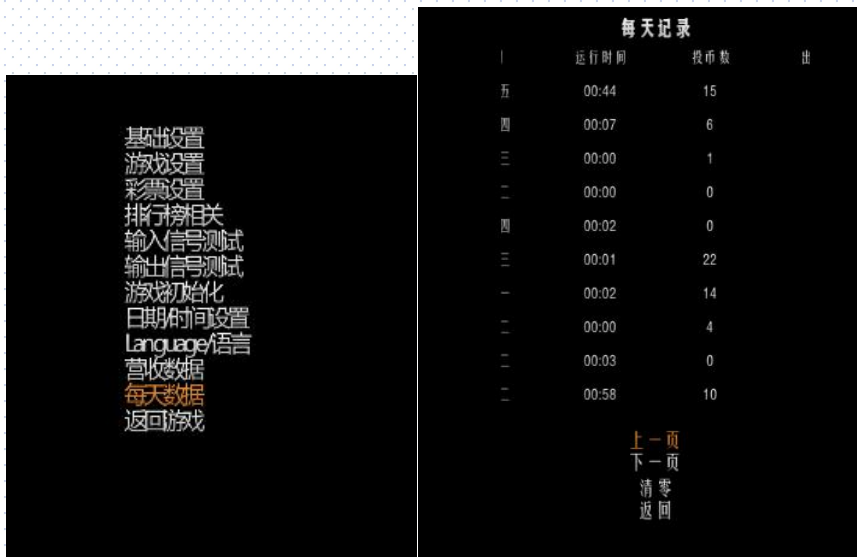 基础设置
游戏设置
彩票设置
排行榜相关
输入信号测试
输出信号测试
游戏初始化
日期/时间设置
Language/语言
营收数据
每天数据
返回游戏
每天记录
运行时间 投币数 出
五 00:44 15
四 00:07 6
三 00:00 1
二 00:00 0
四 00:02 0
三 00:01 22
一 00:02 14
二 00:00 4
二 00:03 0
二 00:58 10
上一页
下一页
清零
返回